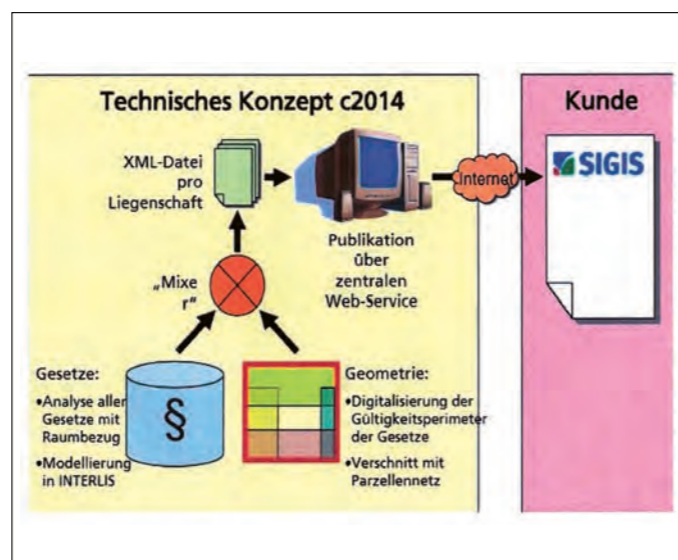 Technisches Konzept c2014
Kunde
XML-Datei
pro
Liegenschaft
Internet
SIGIS
Publikation
über
zentralen
Web-Service
„Mixe
r“
Gesetze:
•Analyse aller
Gesetze mit
Raumbezug
•Modellierung
in INTERLIS
§
Geometrie:
•Digitalisierung der
Gültigkeitsperimeter
der Gesetze
•Verschnitt mit
Parzellennetz